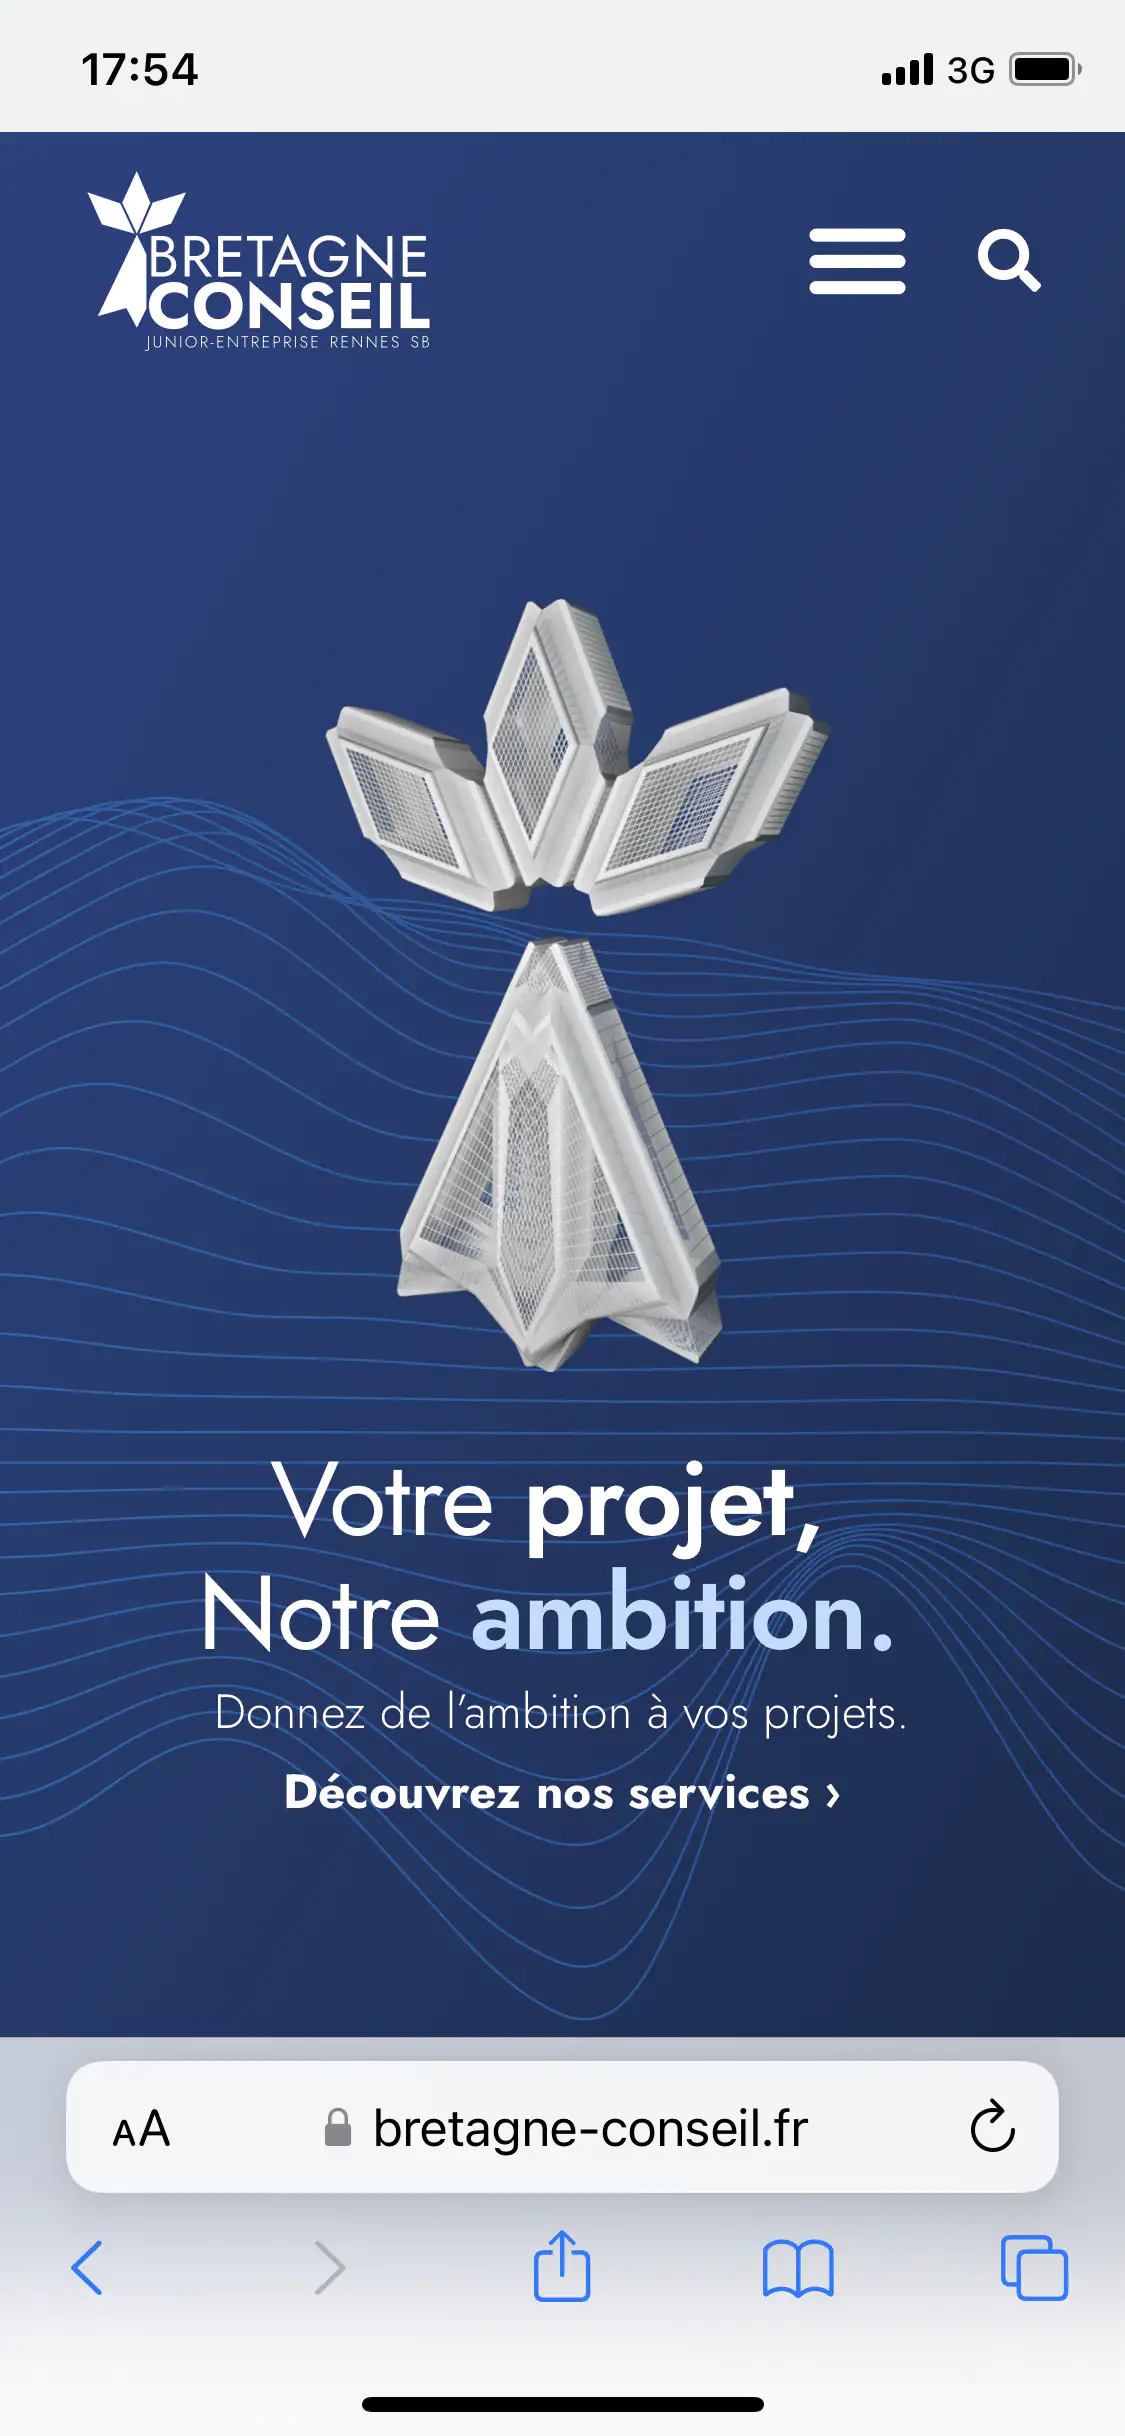 17:54 3G
BRETAGNE
CONSEIL
JUNIOR-ENTREPRISE RENNES SB
Votre projet,
Notre ambition.
Donnez de l’ambition à vos projets.
Découvrez nos services ›
AA bretagne-conseil.fr